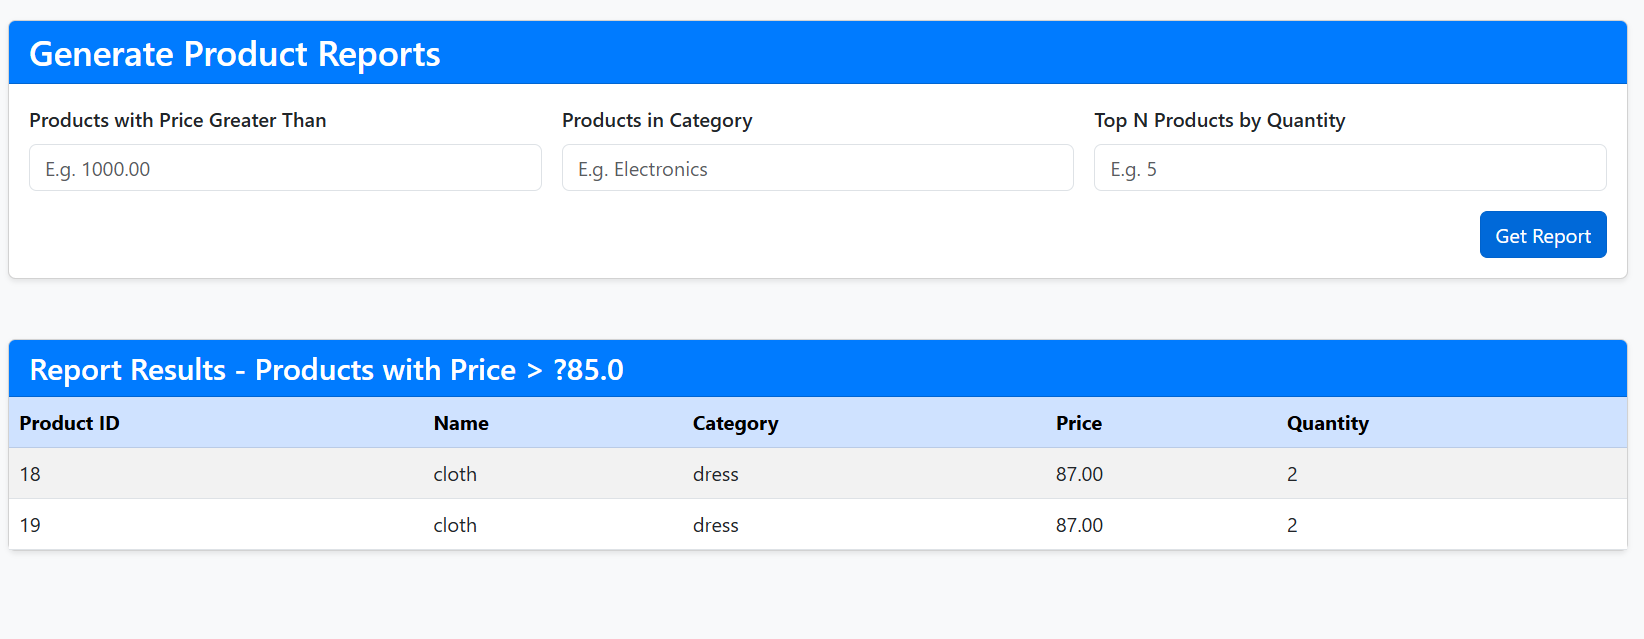 Generate Product Reports
Products with Price Greater Than Products in Category Top N Products by Quantity
E.g. 1000.00 E.g. Electronics E.g. 5
Get Report
Report Results - Products with Price > ?85.0
Product ID Name Category Price Quantity
18 cloth dress 87.00 2
19 cloth dress 87.00 2